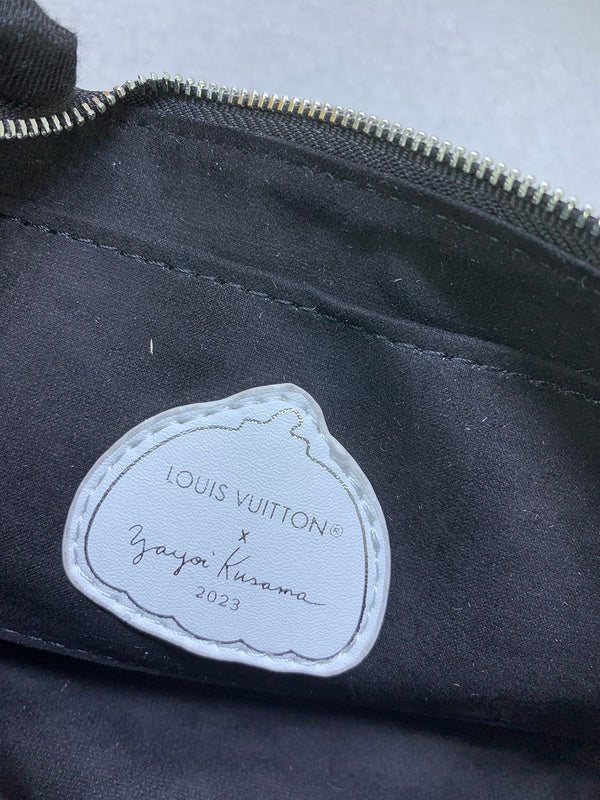 LOUIS VUITTON®
x
Yayoi Kusama
2023